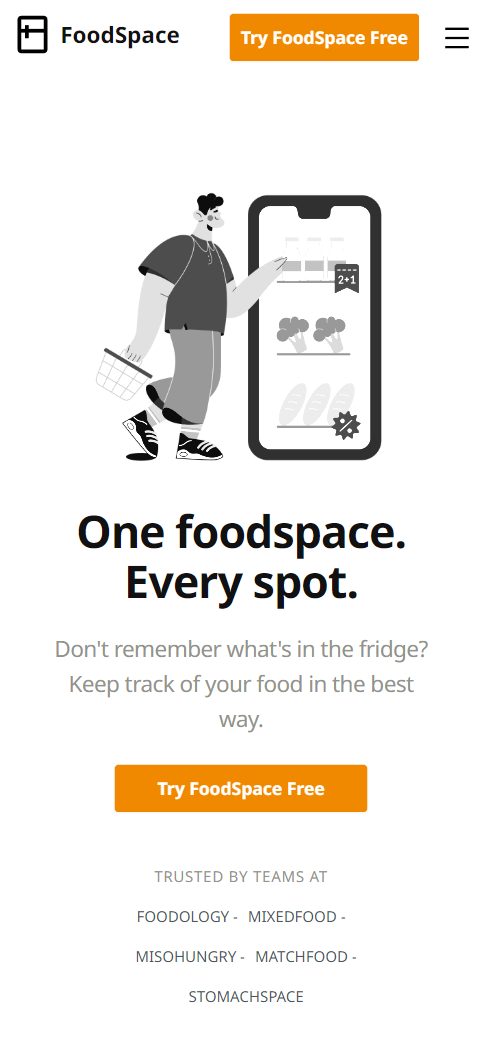 FoodSpace
Try FoodSpace Free
2+1
One foodspace.
Every spot.
Don't remember what's in the fridge?
Keep track of your food in the best
way.
Try FoodSpace Free
TRUSTED BY TEAMS AT
FOODOLOGY - MIXEDFOOD -
MISOHUNGRY - MATCHFOOD -
STOMACHSPACE